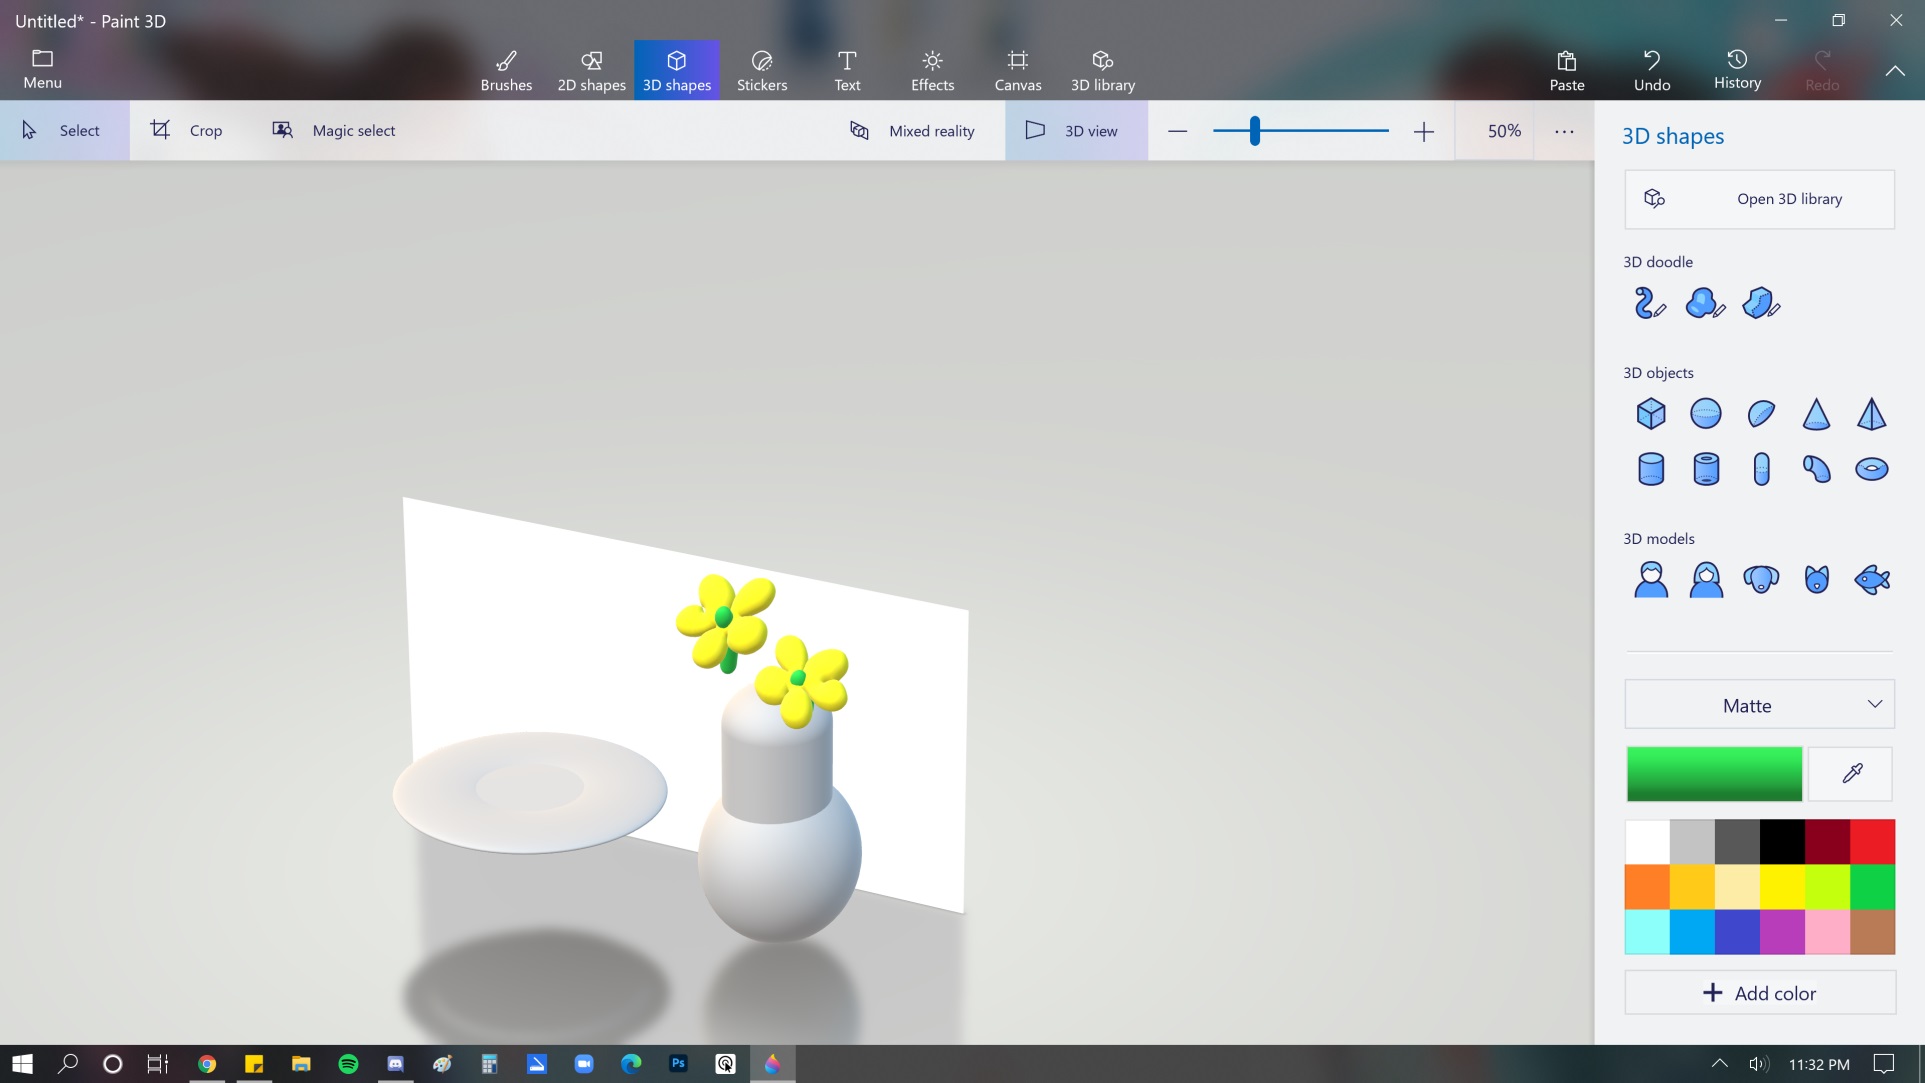 Untitled* - Paint 3D
Menu
Brushes
2D shapes
3D shapes
Stickers
Text
Effects
Canvas
3D library
Paste
Undo
History
Redo
Select
Crop
Magic select
Mixed reality
3D view
50%
3D shapes
Open 3D library
3D doodle
3D objects
3D models
Matte
Add color
Ps
11:32 PM